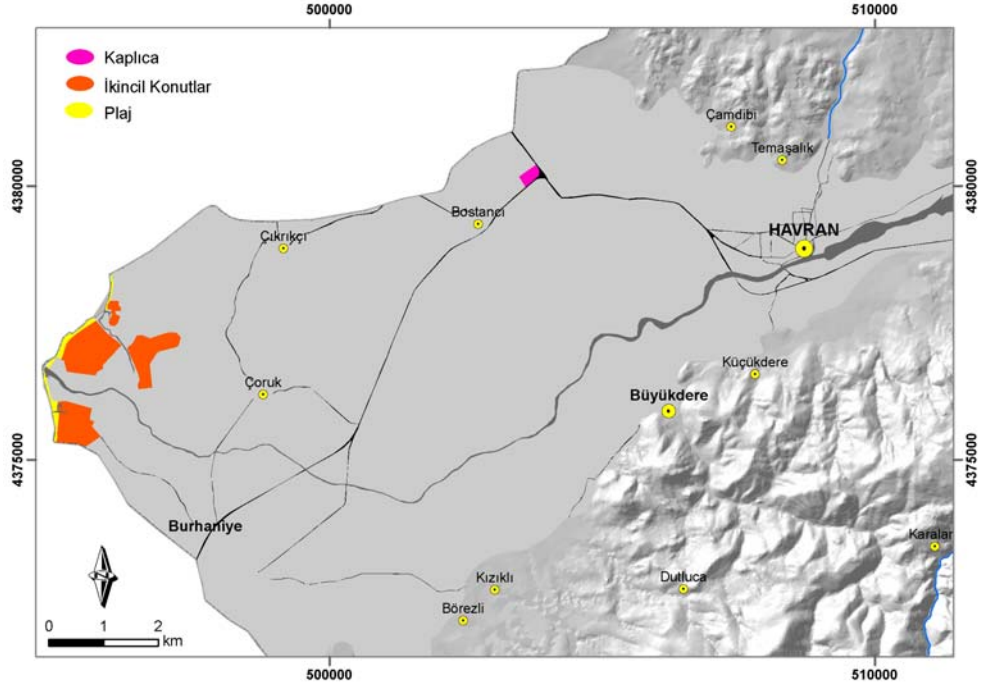 500000
510000
Kaplıca
İkincil Konutlar
Plaj
Çamdibi
Temaşalık
4380000
4380000
Bostancı
HAVRAN
Çıkrıkçı
Küçükdere
Çoruk
Büyükdere
4375000
4375000
Burhaniye
Karalar
Kızıklı
Dutluca
Börezli
0 1 2
km
500000
510000